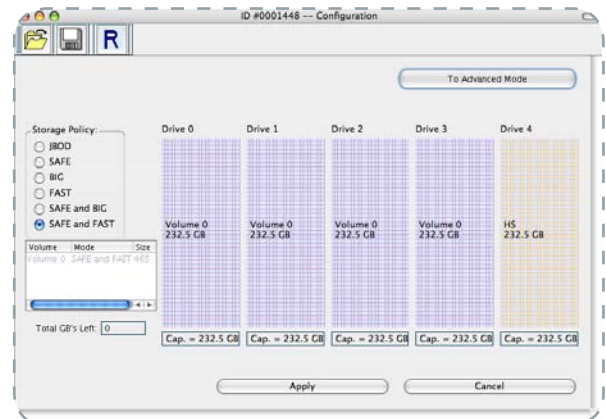 ID #0001448 -- Configuration
R
To Advanced Mode
Storage Policy:
JBOD
SAFE
BIG
FAST
SAFE and BIG
SAFE and FAST
Volume Mode Size
Volume 0 SAFE and FAST 465
Total GB's Left: 0
Drive 0 Drive 1 Drive 2 Drive 3 Drive 4
Volume 0 Volume 0 Volume 0 Volume 0 HS
232.5 GB 232.5 GB 232.5 GB 232.5 GB 232.5 GB
Cap. = 232.5 GB Cap. = 232.5 GB Cap. = 232.5 GB Cap. = 232.5 GB Cap. = 232.5 GB
Apply Cancel